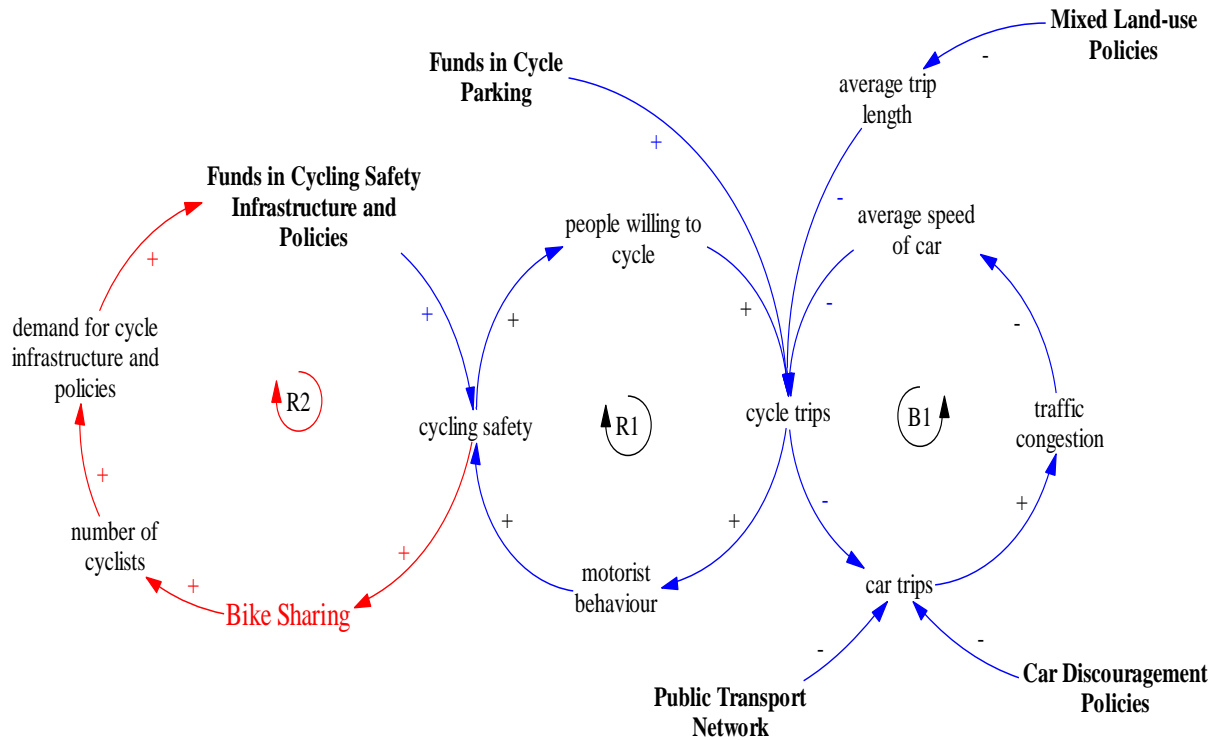 Mixed Land-use
Policies
-
Funds in Cycle
Parking
+
average trip
length
-
Funds in Cycling Safety
Infrastructure and
Policies
+
+
people willing to
cycle
+
+
average speed
of car
-
-
demand for cycle
infrastructure and
policies
R2
cycling safety
R1
cycle trips
B1
traffic
congestion
+
number of
cyclists
+
Bike Sharing
+
+
motorist
behaviour
+
-
car trips
+
-
Public Transport
Network
-
Car Discouragement
Policies